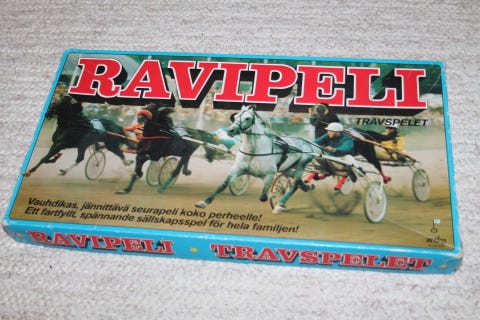 RAVIPELI
TRAVSPELET
Vauhdikas, jännittävä seurapeli koko perheelle!
Ett fartfyllt, spännande sällskapsspel för hela familjen!
RAVIPELI TRAVSPELET